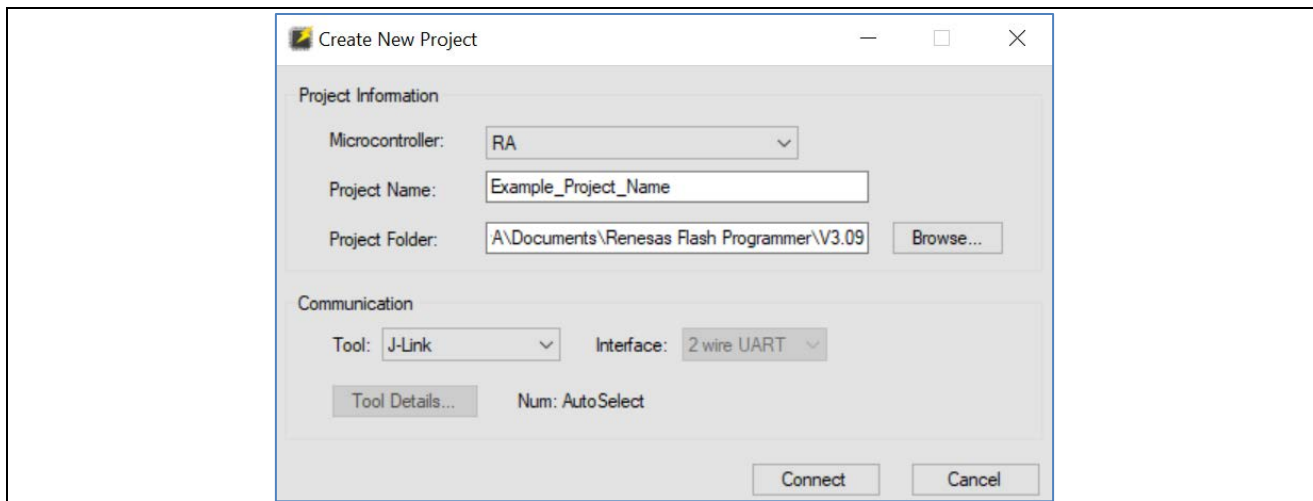 Create New Project
Project Information
Microcontroller: RA
Project Name: Example_Project_Name
Project Folder: A\Documents\Renesas Flash Programmer\V3.09 Browse...
Communication
Tool: J-Link Interface: 2 wire UART
Tool Details... Num: AutoSelect
Connect Cancel